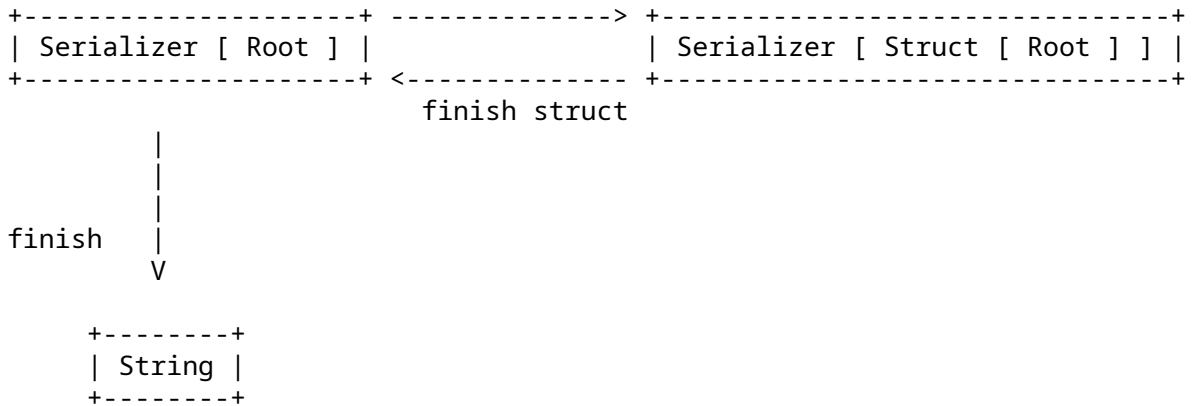 +---------------------+ --------------> +--------------------------------+
| Serializer [ Root ] |                 | Serializer [ Struct [ Root ] ] |
+---------------------+ <-------------- +--------------------------------+
                          finish struct
         |
         |
         |
finish   |
         V

     +--------+
     | String |
     +--------+